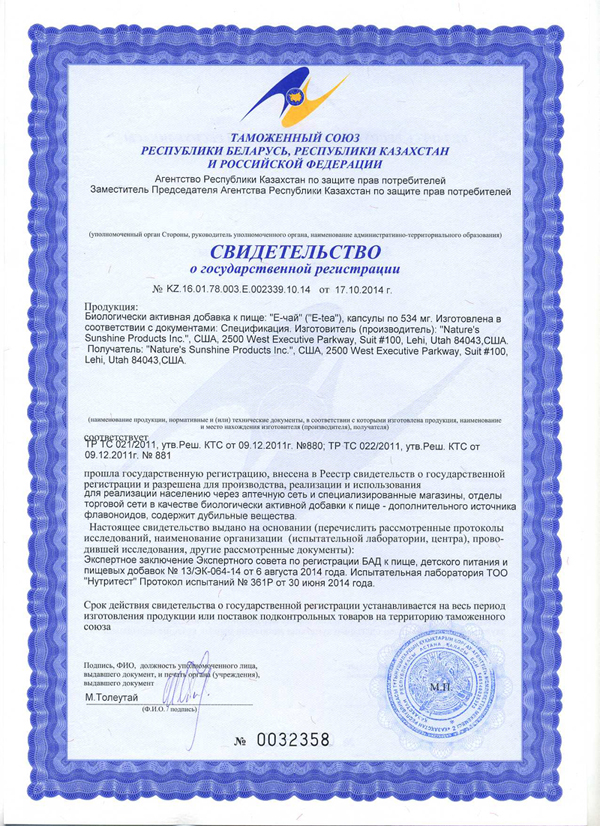 ТАМОЖЕННЫЙ СОЮЗ
РЕСПУБЛИКИ БЕЛАРУСЬ, РЕСПУБЛИКИ КАЗАХСТАН
И РОССИЙСКОЙ ФЕДЕРАЦИИ
Агентство Республики Казахстан по защите прав потребителей
Заместитель Председателя Агентства Республики Казахстан по защите прав потребителей
(уполномоченный орган Стороны, руководитель уполномоченного органа, наименование административно-территориального образования)
СВИДЕТЕЛЬСТВО
о государственной регистрации
№ KZ.16.01.78.003.E.002339.10.14 от 17.10.2014 г.
Продукция:
Биологически активная добавка к пище: "Е-чай" ("E-tea"), капсулы по 534 мг. Изготовлена в
соответствии с документами: Спецификация. Изготовитель (производитель): "Nature's
Sunshine Products Inc.", США, 2500 West Executive Parkway, Suit #100, Lehi, Utah 84043,США.
Получатель: "Nature's Sunshine Products Inc.", США, 2500 West Executive Parkway, Suit #100,
Lehi, Utah 84043,США.
(наименование продукции, нормативные и (или) технические документы, в соответствии с которыми изготовлена продукция, наименование
и место нахождения изготовителя (производителя), получателя)
соответствует
ТР ТС 021/2011, утв.Реш. КТС от 09.12.2011г. №880; ТР ТС 022/2011, утв.Реш. КТС от
09.12.2011г. № 881
прошла государственную регистрацию, внесена в Реестр свидетельств о государственной
регистрации и разрешена для производства, реализации и использования
для реализации населению через аптечную сеть и специализированные магазины, отделы
торговой сети в качестве биологически активной добавки к пище - дополнительного источника
флавоноидов, содержит дубильные вещества.
Настоящее свидетельство выдано на основании (перечислить рассмотренные протоколы
исследований, наименование организации (испытательной лаборатории, центра), прово-
дившей исследования, другие рассмотренные документы):
Экспертное заключение Экспертного совета по регистрации БАД к пище, детского питания и
пищевых добавок № 13/ЭК-064-14 от 6 августа 2014 года. Испытательная лаборатория ТОО
"Нутритест" Протокол испытаний № 361Р от 30 июня 2014 года.
Срок действия свидетельства о государственной регистрации устанавливается на весь период
изготовления продукции или поставок подконтрольных товаров на территорию таможенного
союза
Подпись, ФИО, должность уполномоченного лица,
выдавшего документ, и печать органа (учреждения),
выдавшего документ
М.Толеутай
(Ф.И.О. / подпись)
М.П.
№ 0032358